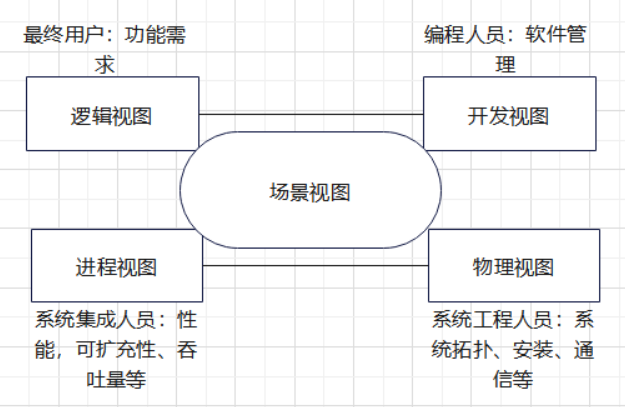 最终用户：功能需
求
编程人员：软件管
理
逻辑视图
开发视图
场景视图
进程视图
物理视图
系统集成人员：性
能，可扩充性、吞
吐量等
系统工程人员：系
统拓扑、安装、通
信等